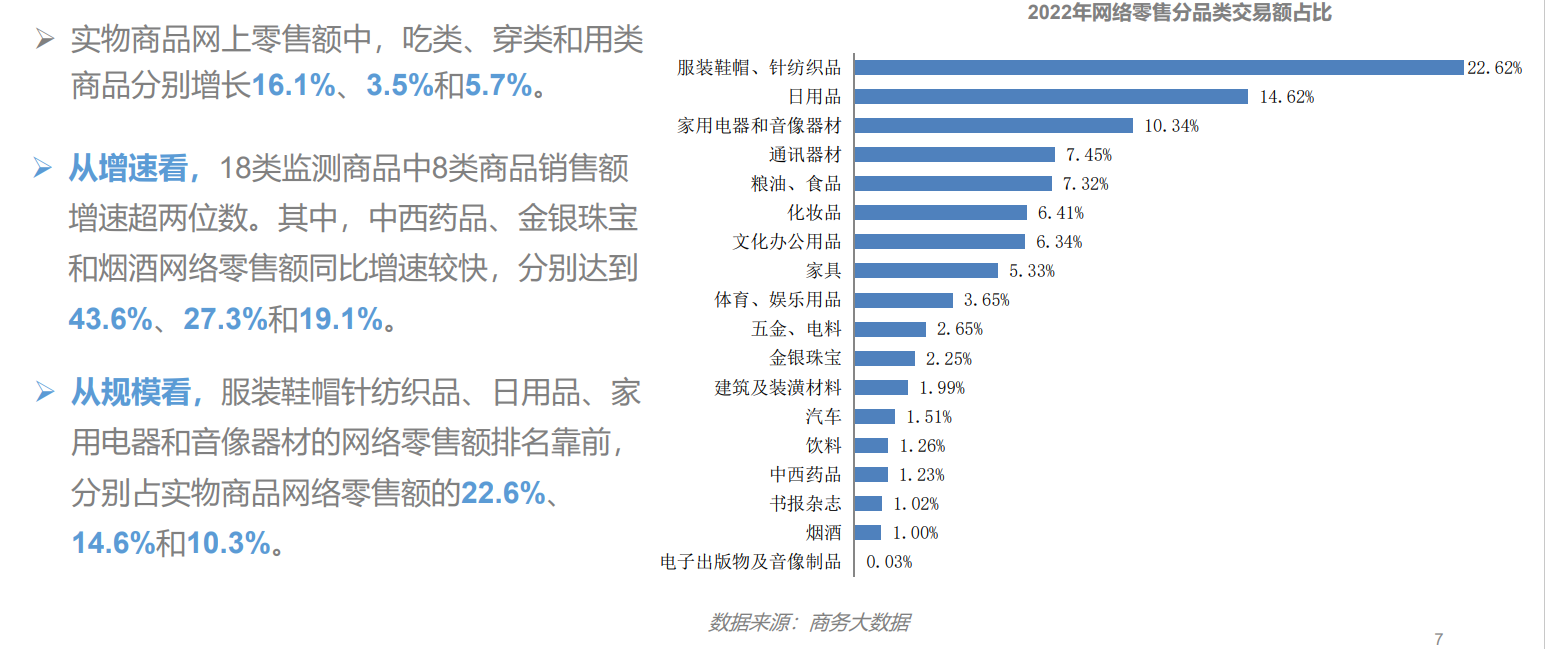 实物商品网上零售额中，吃类、穿类和用类
商品分别增长16.1%、3.5%和5.7%。
从增速看，18类监测商品中8类商品销售额
增速超两位数。其中，中西药品、金银珠宝
和烟酒网络零售额同比增速较快，分别达到
43.6%、27.3%和19.1%。
从规模看，服装鞋帽针纺织品、日用品、家
用电器和音像器材的网络零售额排名靠前，
分别占实物商品网络零售额的22.6%、
14.6%和10.3%。
2022年网络零售分品类交易额占比
服装鞋帽、针纺织品 22.62%
日用品 14.62%
家用电器和音像器材 10.34%
通讯器材 7.45%
粮油、食品 7.32%
化妆品 6.41%
文化办公用品 6.34%
家具 5.33%
体育、娱乐用品 3.65%
五金、电料 2.65%
金银珠宝 2.25%
建筑及装潢材料 1.99%
汽车 1.51%
饮料 1.26%
中西药品 1.23%
书报杂志 1.02%
烟酒 1.00%
电子出版物及音像制品 0.03%
数据来源：商务大数据
7